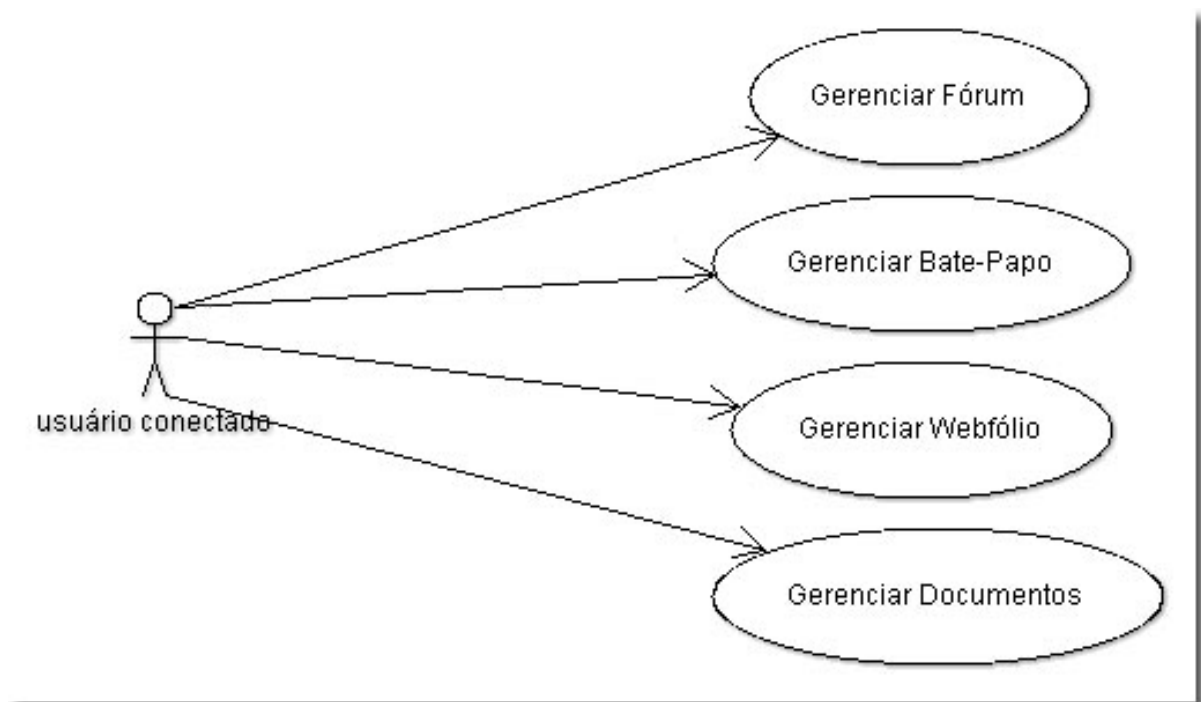 Gerenciar Fórum
Gerenciar Bate-Papo
usuário conectado
Gerenciar Webfólio
Gerenciar Documentos